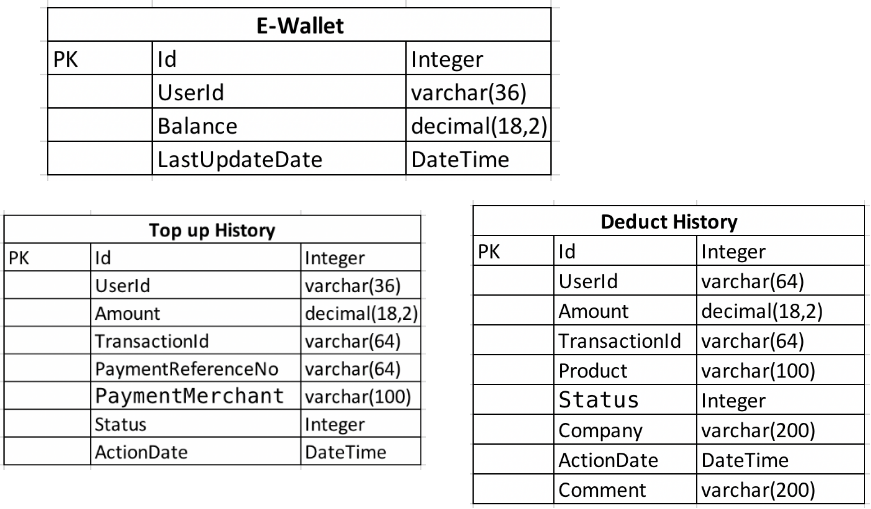 E-Wallet
PK Id Integer
UserId varchar(36)
Balance decimal(18,2)
LastUpdateDate DateTime
Top up History
PK Id Integer
UserId varchar(36)
Amount decimal(18,2)
TransactionId varchar(64)
PaymentReferenceNo varchar(64)
PaymentMerchant varchar(100)
Status Integer
ActionDate DateTime
Deduct History
PK Id Integer
UserId varchar(64)
Amount decimal(18,2)
TransactionId varchar(64)
Product varchar(100)
Status Integer
Company varchar(200)
ActionDate DateTime
Comment varchar(200)